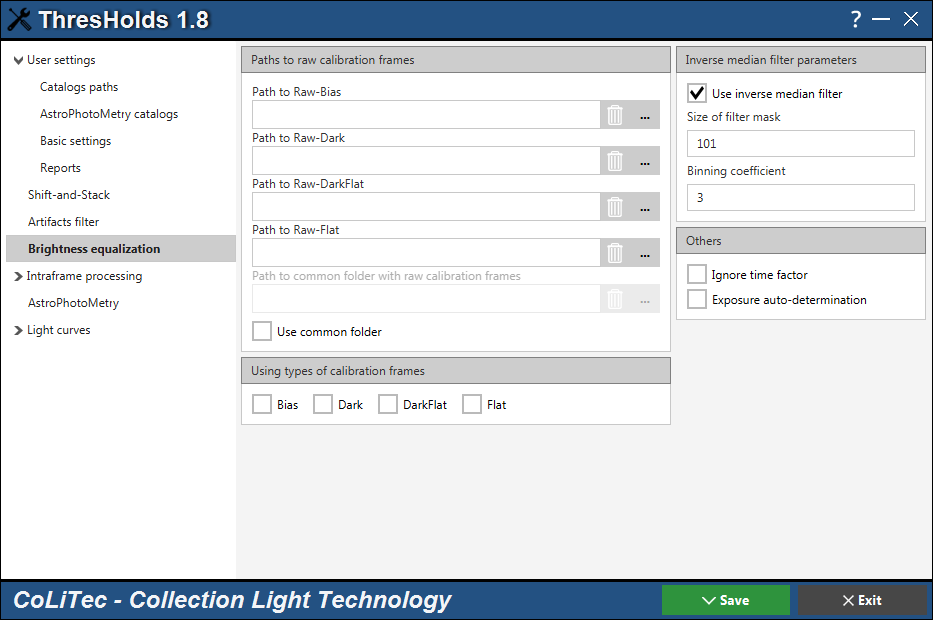 ThresHolds 1.8
?
User settings
Catalogs paths
AstroPhotoMetry catalogs
Basic settings
Reports
Shift-and-Stack
Artifacts filter
Brightness equalization
Intraframe processing
AstroPhotoMetry
Light curves
Paths to raw calibration frames
Path to Raw-Bias
...
Path to Raw-Dark
...
Path to Raw-DarkFlat
...
Path to Raw-Flat
...
Path to common folder with raw calibration frames
...
Use common folder
Using types of calibration frames
Bias Dark DarkFlat Flat
Inverse median filter parameters
Use inverse median filter
Size of filter mask
101
Binning coefficient
3
Others
Ignore time factor
Exposure auto-determination
CoLiTec - Collection Light Technology
Save
Exit